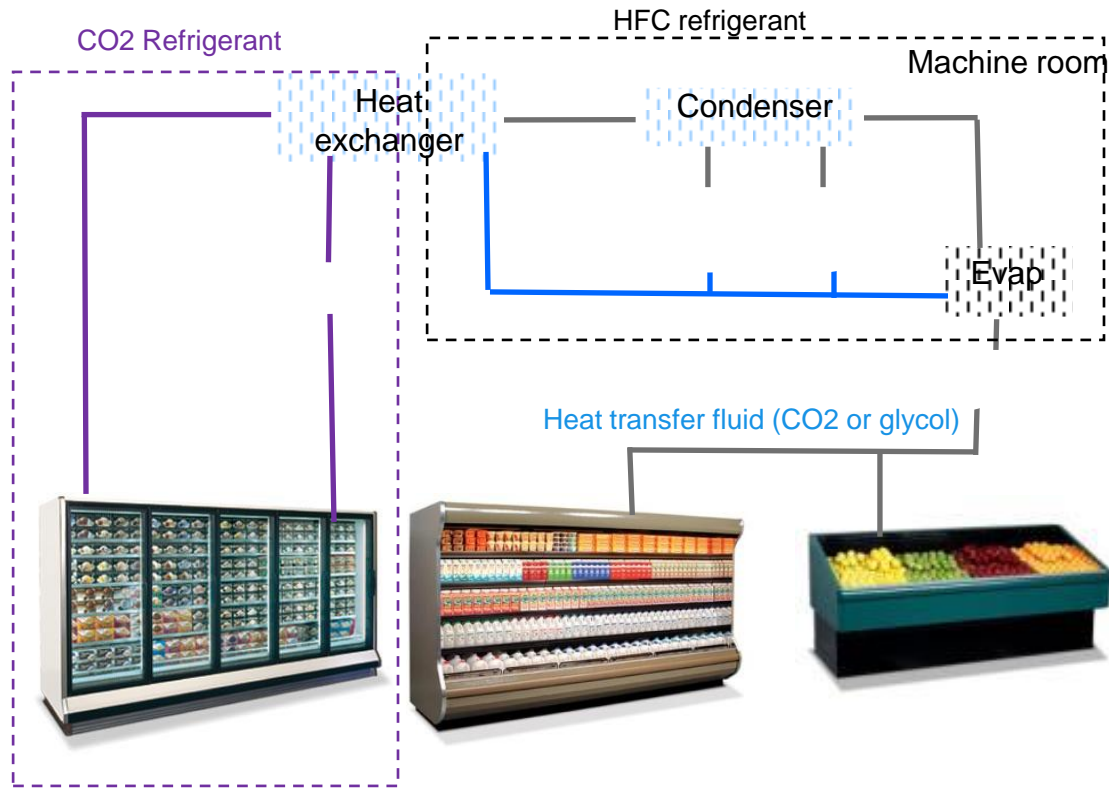 HFC refrigerant
CO2 Refrigerant
Machine room
Heat
exchanger
Condenser
Evap
Heat transfer fluid (CO2 or glycol)